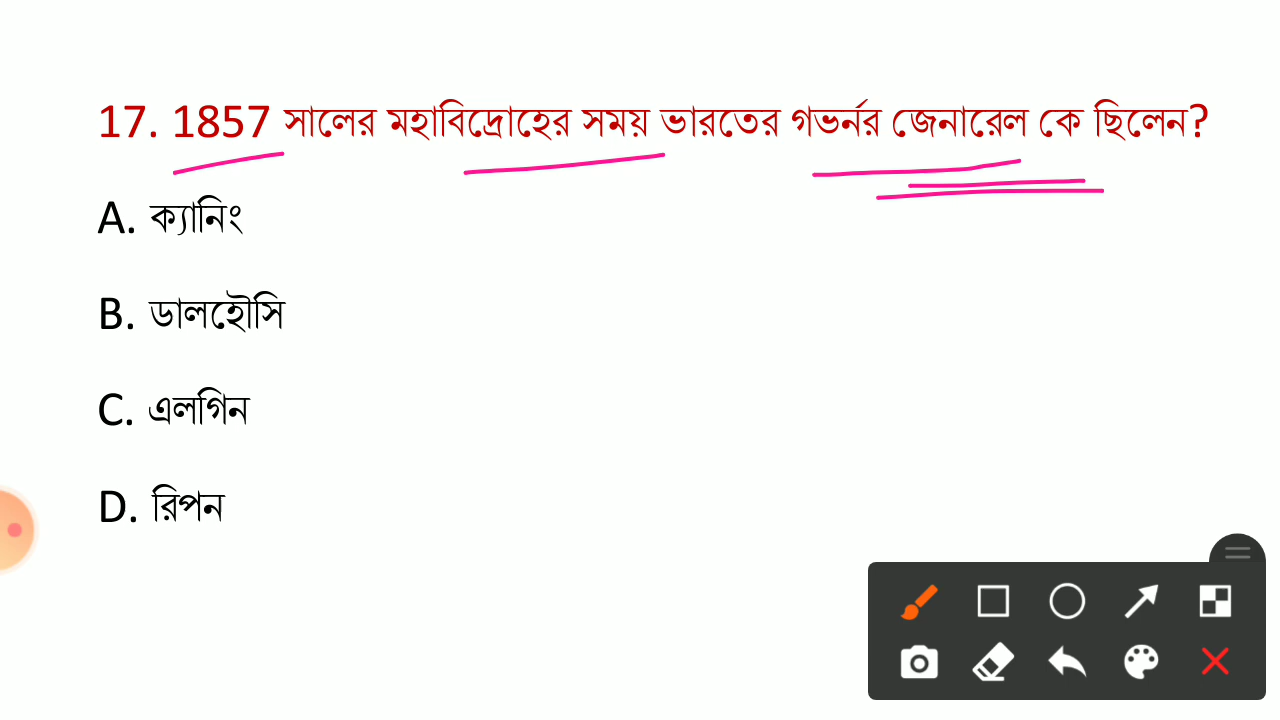 17. 1857 সালের মহাবিদ্রোহের সময় ভারতের গভর্নর জেনারেল কে ছিলেন?
A. ক্যানিং
B. ডালহৌসি
C. এলগিন
D. রিপন